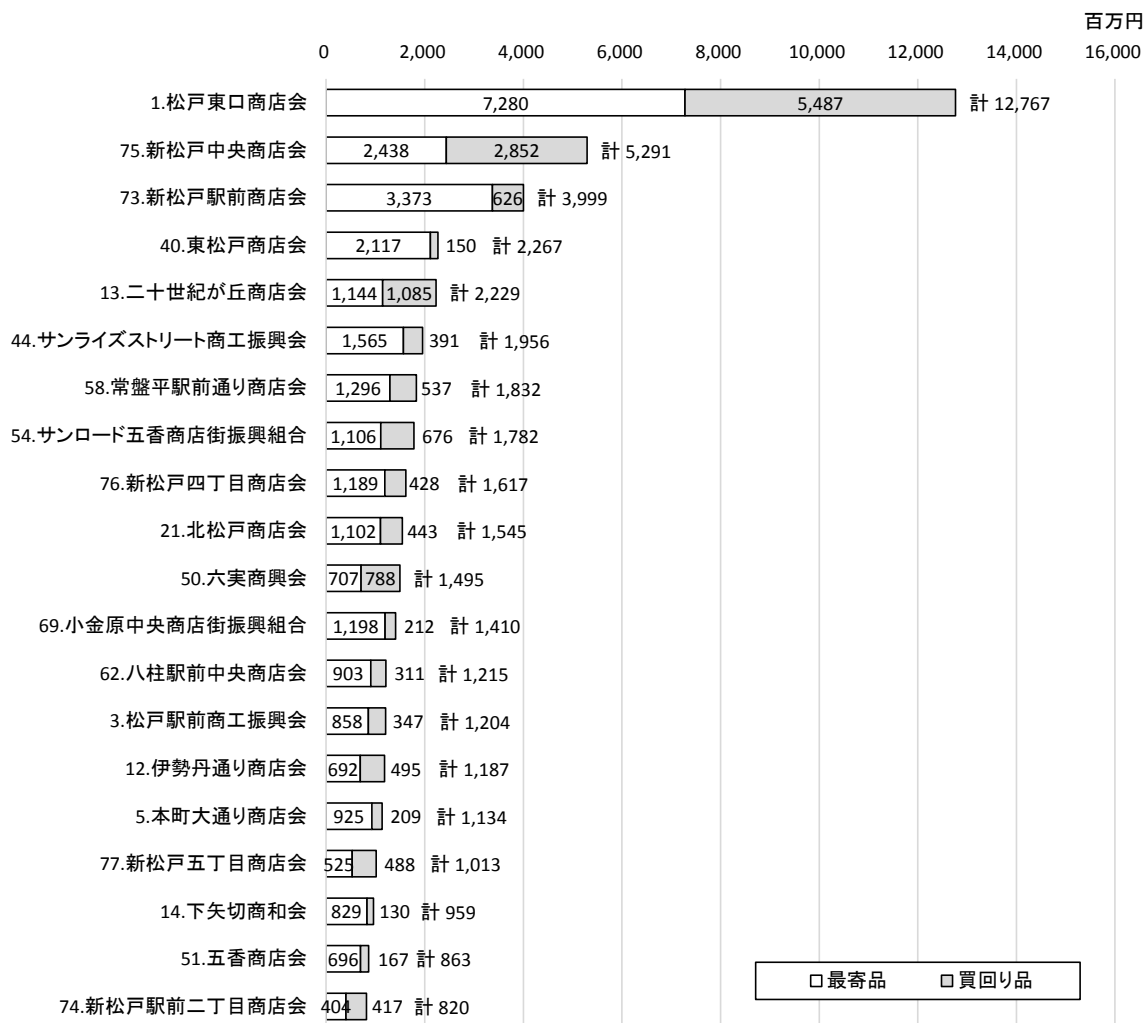 百万円
0 2,000 4,000 6,000 8,000 10,000 12,000 14,000 16,000
1.松戸東口商店会 7,280 5,487 計 12,767
75.新松戸中央商店会 2,438 2,852 計 5,291
73.新松戸駅前商店会 3,373 626 計 3,999
40.東松戸商店会 2,117 150 計 2,267
13.二十世紀が丘商店会 1,144 1,085 計 2,229
44.サンライズストリート商工振興会 1,565 391 計 1,956
58.常盤平駅前通り商店会 1,296 537 計 1,832
54.サンロード五香商店街振興組合 1,106 676 計 1,782
76.新松戸四丁目商店会 1,189 428 計 1,617
21.北松戸商店会 1,102 443 計 1,545
50.六実商興会 707 788 計 1,495
69.小金原中央商店街振興組合 1,198 212 計 1,410
62.八柱駅前中央商店会 903 311 計 1,215
3.松戸駅前商工振興会 858 347 計 1,204
12.伊勢丹通り商店会 692 495 計 1,187
5.本町大通り商店会 925 209 計 1,134
77.新松戸五丁目商店会 525 488 計 1,013
14.下矢切商和会 829 130 計 959
51.五香商店会 696 167 計 863
74.新松戸駅前二丁目商店会 404 417 計 820
最寄品 買回り品